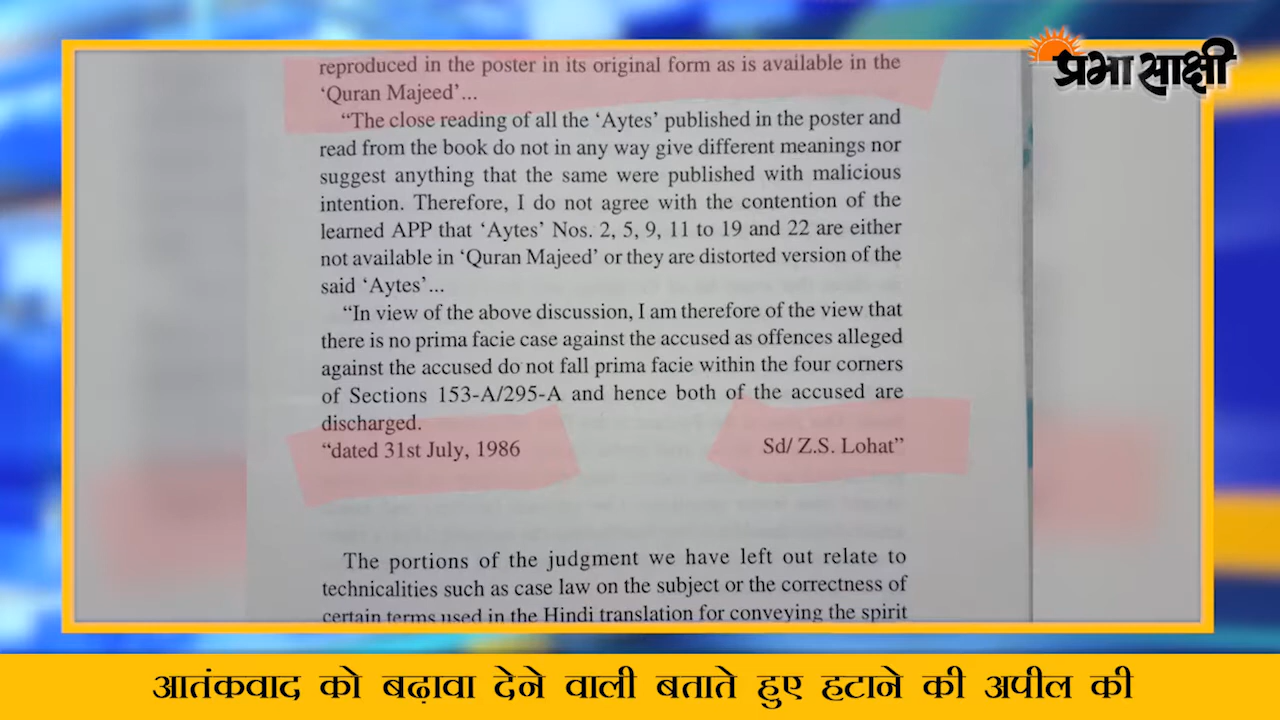 प्रभासाक्षी
reproduced in the poster in its original form as is available in the
‘Quran Majeed’...
“The close reading of all the ‘Aytes’ published in the poster and
read from the book do not in any way give different meanings nor
suggest anything that the same were published with malicious
intention. Therefore, I do not agree with the contention of the
learned APP that ‘Aytes’ Nos. 2, 5, 9, 11 to 19 and 22 are either
not available in ‘Quran Majeed’ or they are distorted version of the
said ‘Aytes’...
“In view of the above discussion, I am therefore of the view that
there is no prima facie case against the accused as offences alleged
against the accused do not fall prima facie within the four corners
of Sections 153-A/295-A and hence both of the accused are
discharged.
“dated 31st July, 1986 Sd/ Z.S. Lohat”
The portions of the judgment we have left out relate to
technicalities such as case law on the subject or the correctness of
certain terms used in the Hindi translation for conveying the spirit
आतंकवाद को बढ़ावा देने वाली बताते हुए हटाने की अपील की